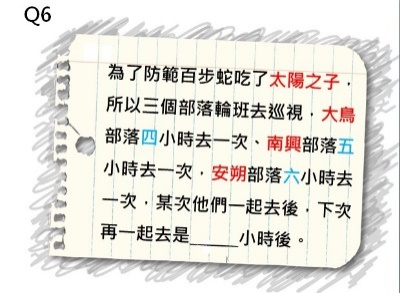 Q6
為了防範百步蛇吃了太陽之子，
所以三個部落輪班去巡視，大鳥
部落四小時去一次、南興部落五
小時去一次，安朔部落六小時去
一次，某次他們一起去後，下次
再一起去是_____小時後。